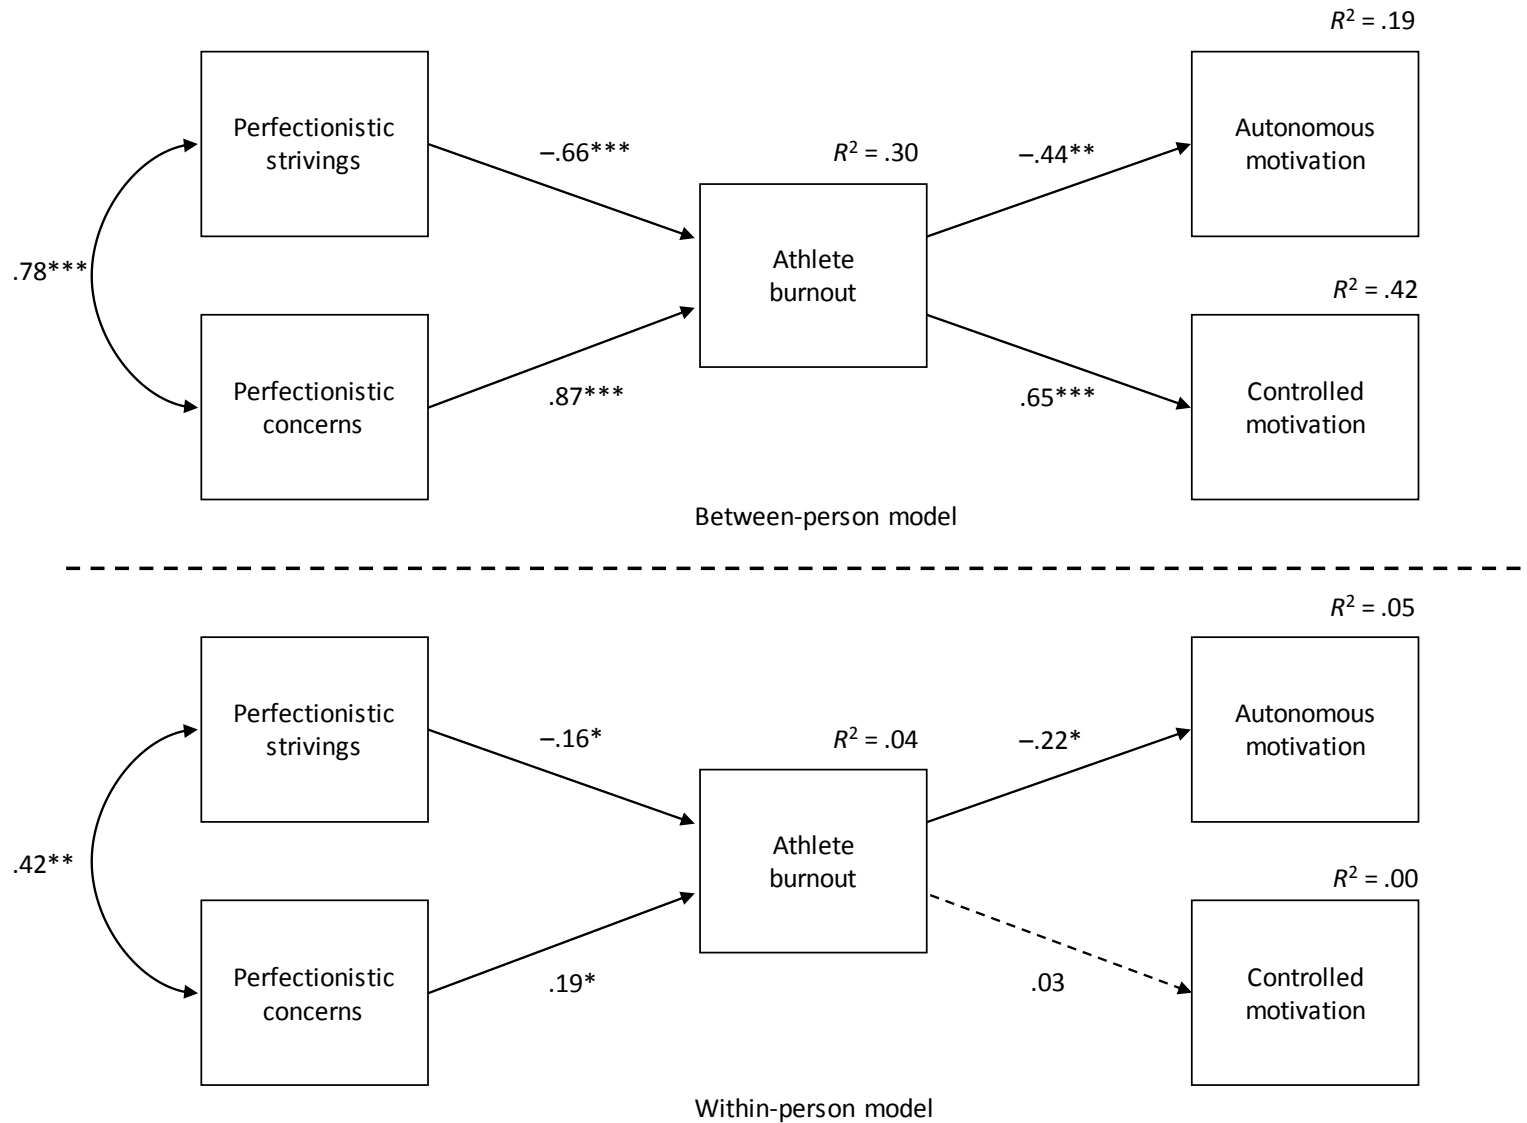 R² = .19
Perfectionistic
strivings
Autonomous
motivation
–.66***
R² = .30
–.44**
Athlete
burnout
.78***
R² = .42
Perfectionistic
concerns
.87***
.65***
Controlled
motivation
Between-person model
R² = .05
Perfectionistic
strivings
Autonomous
motivation
–.16*
R² = .04
–.22*
Athlete
burnout
.42**
R² = .00
Perfectionistic
concerns
.19*
.03
Controlled
motivation
Within-person model